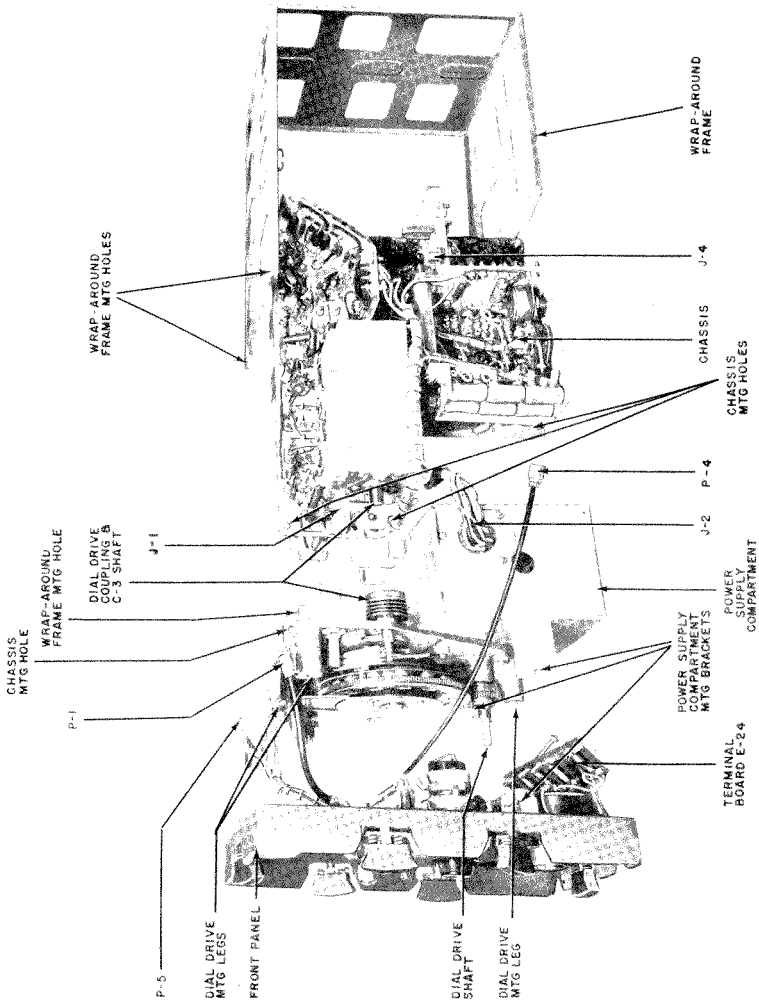 WRAP-AROUND
FRAME MTG HOLES
WRAP-AROUND
FRAME
J-4
CHASSIS
CHASSIS
MTG HOLES
P-4
J-2
POWER
SUPPLY
COMPARTMENT
POWER SUPPLY
COMPARTMENT
MTG BRACKETS
TERMINAL
BOARD E-24
J-1
DIAL DRIVE
COUPLING &
C-3 SHAFT
WRAP-AROUND
FRAME MTG HOLE
CHASSIS
MTG HOLE
P-1
P-5
DIAL DRIVE
MTG LEGS
FRONT PANEL
DIAL DRIVE
SHAFT
DIAL DRIVE
MTG LEG